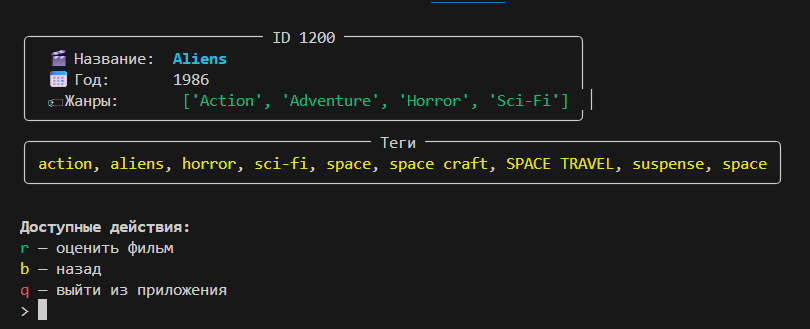 ID 1200
Название: Aliens
Год: 1986
Жанры: ['Action', 'Adventure', 'Horror', 'Sci-Fi']
Теги
action, aliens, horror, sci-fi, space, space craft, SPACE TRAVEL, suspense, space
Доступные действия:
r — оценить фильм
b — назад
q — выйти из приложения
>